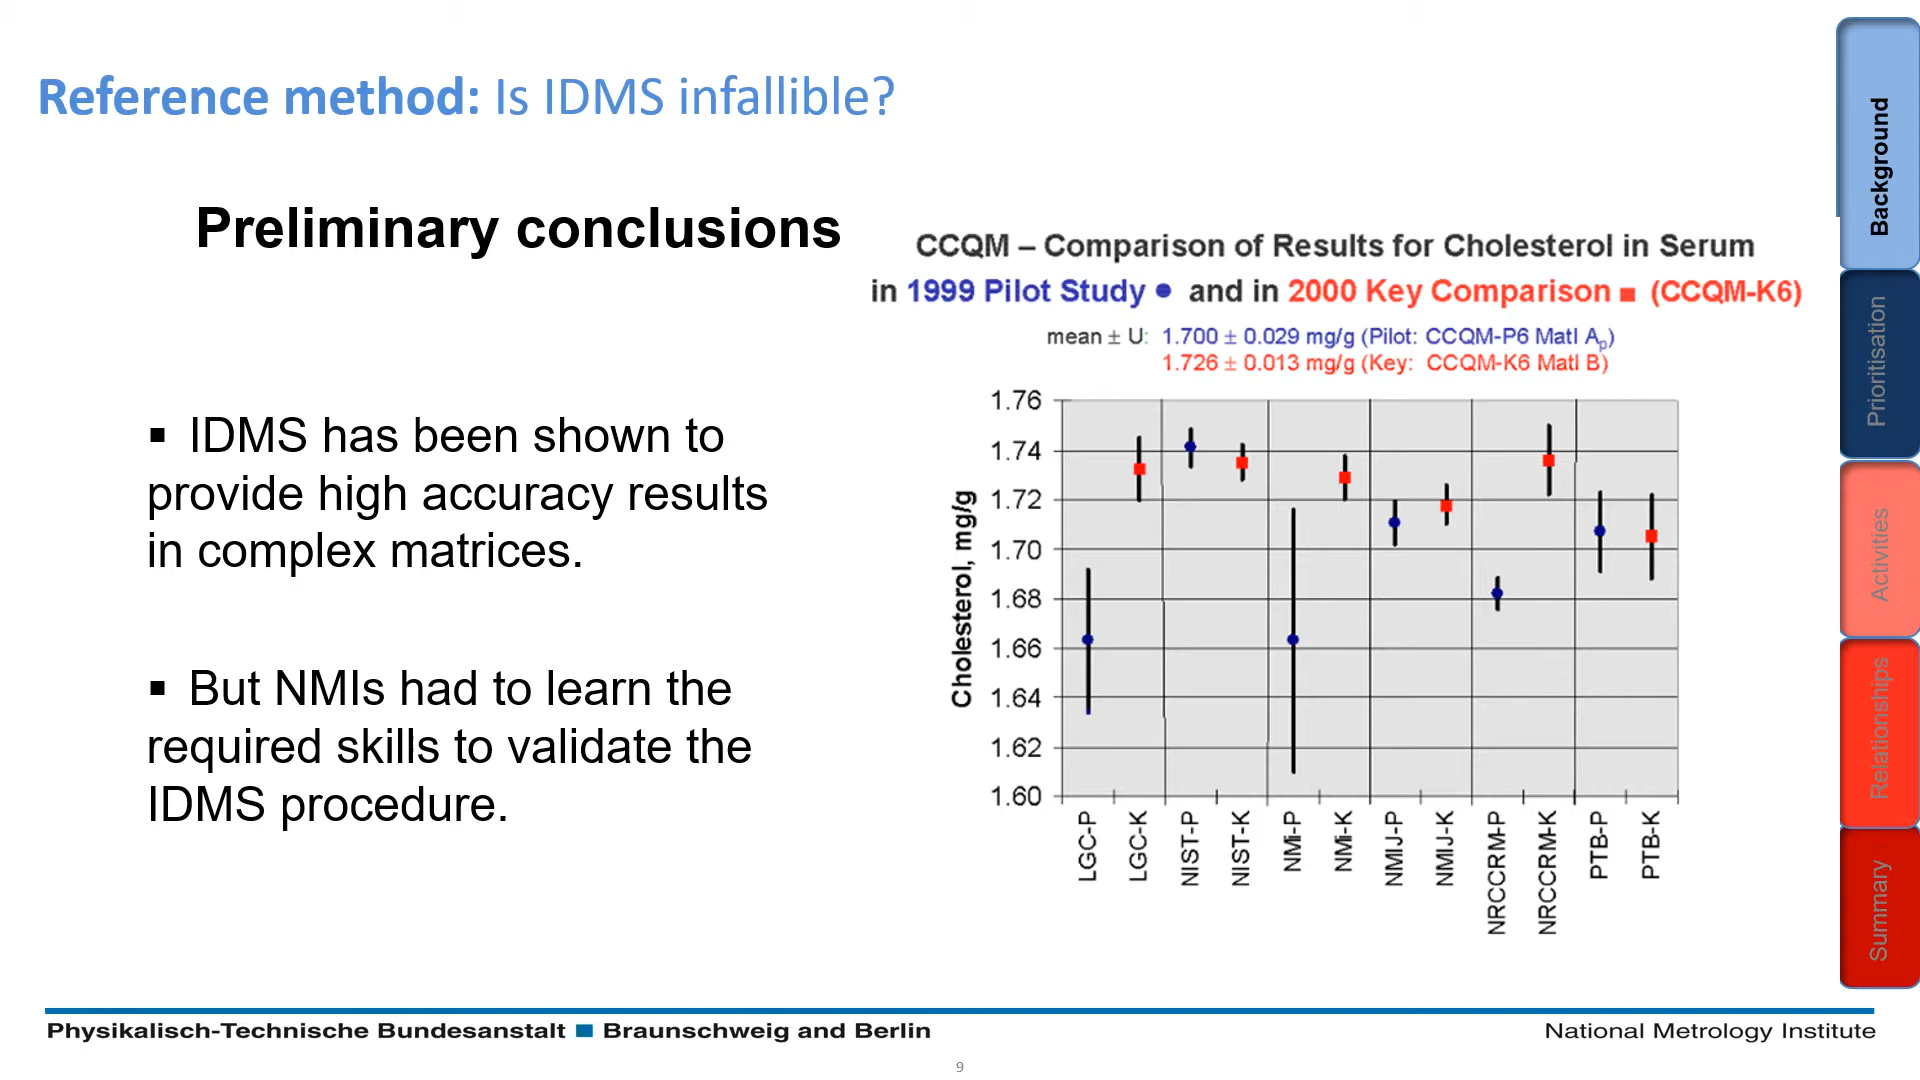 Reference method: Is IDMS infallible?
Preliminary conclusions
▪ IDMS has been shown to
provide high accuracy results
in complex matrices.
▪ But NMIs had to learn the
required skills to validate the
IDMS procedure.
CCQM – Comparison of Results for Cholesterol in Serum
in 1999 Pilot Study ● and in 2000 Key Comparison ■ (CCQM-K6)
mean ± U: 1.700 ± 0.029 mg/g (Pilot: CCQM-P6 Matl Ap)
1.726 ± 0.013 mg/g (Key: CCQM-K6 Matl B)
Cholesterol, mg/g
1.76
1.74
1.72
1.70
1.68
1.66
1.64
1.62
1.60
LGC-P
LGC-K
NIST-P
NIST-K
NMi-P
NMi-K
NMIJ-P
NMIJ-K
NRCCRM-P
NRCCRM-K
PTB-P
PTB-K
Background
Prioritisation
Activities
Relationships
Summary
Physikalisch-Technische Bundesanstalt ■ Braunschweig and Berlin
National Metrology Institute
9